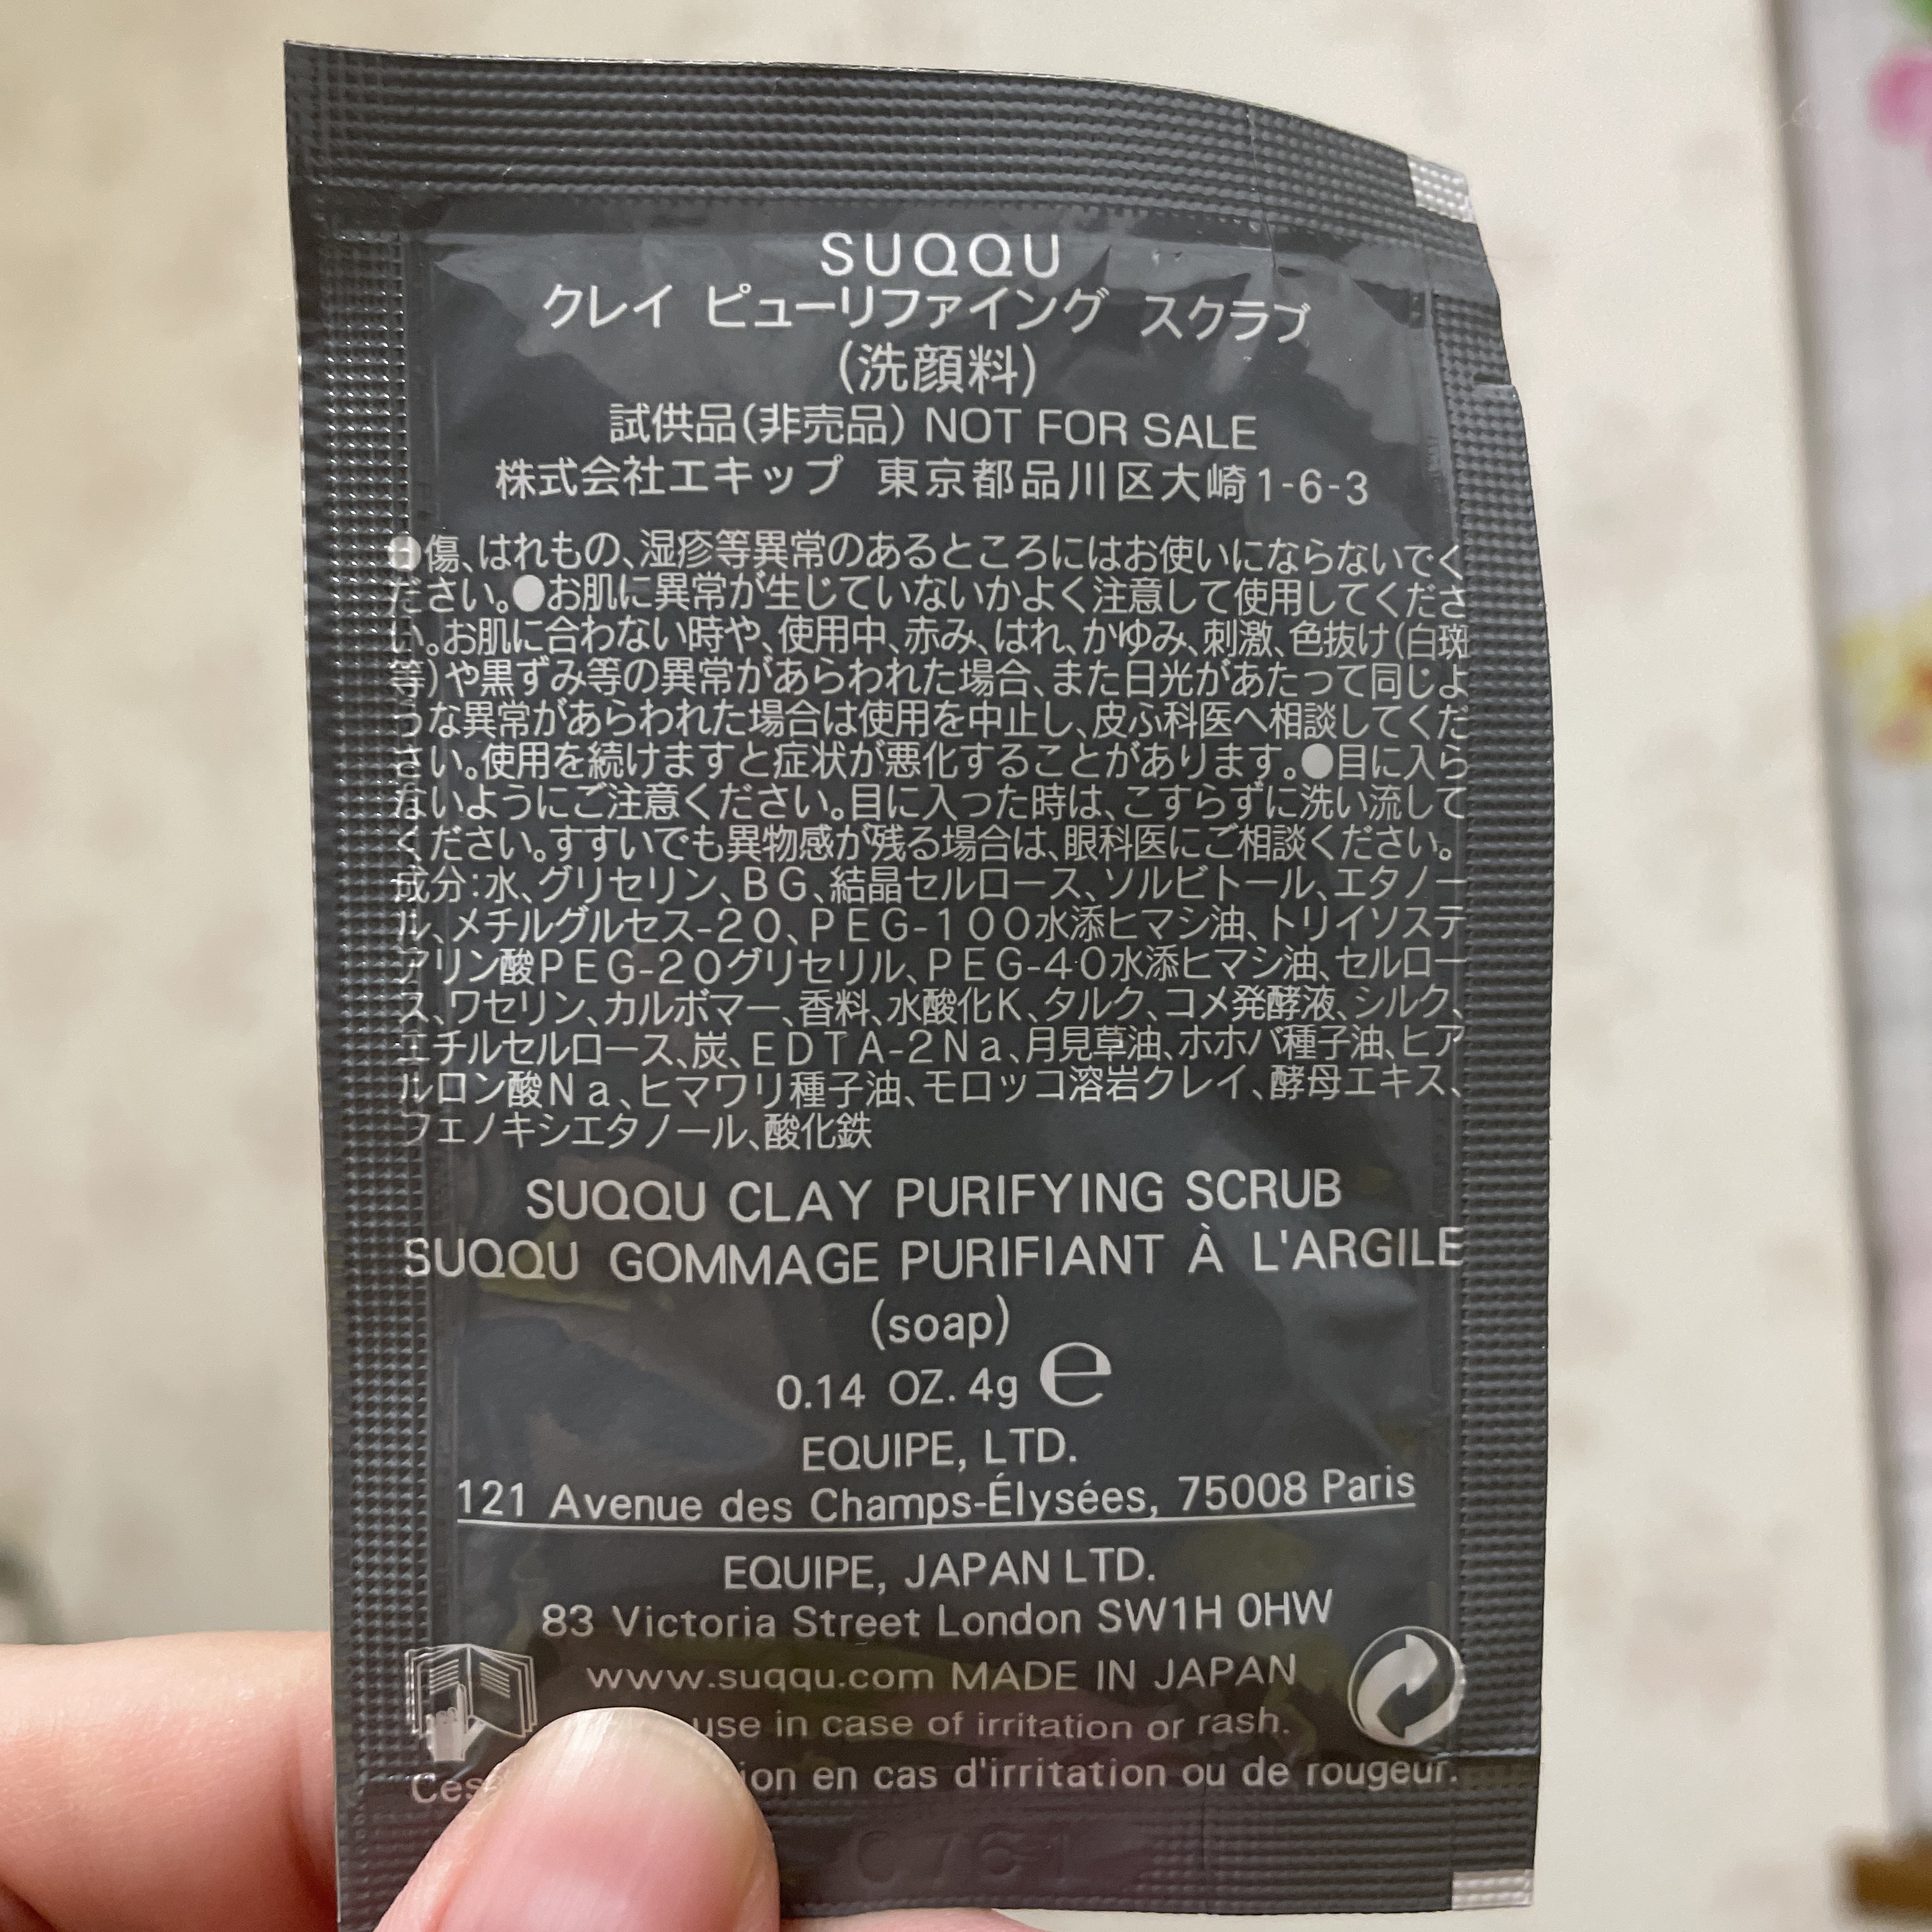 SUQQU
クレイ ピューリファイング スクラブ
(洗顔料)
試供品(非売品) NOT FOR SALE
株式会社エキップ 東京都品川区大崎1-6-3
●傷、はれもの、湿疹等異常のあるところにはお使いにならないでく
ださい。●お肌に異常が生じていないかよく注意して使用してくださ
い。お肌に合わない時や、使用中、赤み、はれ、かゆみ、刺激、色抜け(白斑
等)や黒ずみ等の異常があらわれた場合、また日光があたって同じよ
うな異常があらわれた場合は使用を中止し、皮ふ科医へ相談してくだ
さい。使用を続けますと症状が悪化することがあります。●目に入ら
ないようにご注意ください。目に入った時は、こすらずに洗い流して
ください。すすいでも異物感が残る場合は、眼科医にご相談ください。
成分:水、グリセリン、BG、結晶セルロース、ソルビトール、エタノー
ル、メチルグルセス-20、PEG-100水添ヒマシ油、トリイソステ
アリン酸PEG-20グリセリル、PEG-40水添ヒマシ油、セルロー
ス、ワセリン、カルボマー、香料、水酸化K、タルク、コメ発酵液、シルク、
エチルセルロース、炭、EDTA-2Na、月見草油、ホホバ種子油、ヒア
ルロン酸Na、ヒマワリ種子油、モロッコ溶岩クレイ、酵母エキス、
フェノキシエタノール、酸化鉄
SUQQU CLAY PURIFYING SCRUB
SUQQU GOMMAGE PURIFIANT À L'ARGILE
(soap)
0.14 OZ. 4g e
EQUIPE, LTD.
121 Avenue des Champs-Élysées, 75008 Paris
EQUIPE, JAPAN LTD.
83 Victoria Street London SW1H 0HW
www.suqqu.com MADE IN JAPAN
use in case of irritation or rash.
en cas d'irritation ou de rougeur.